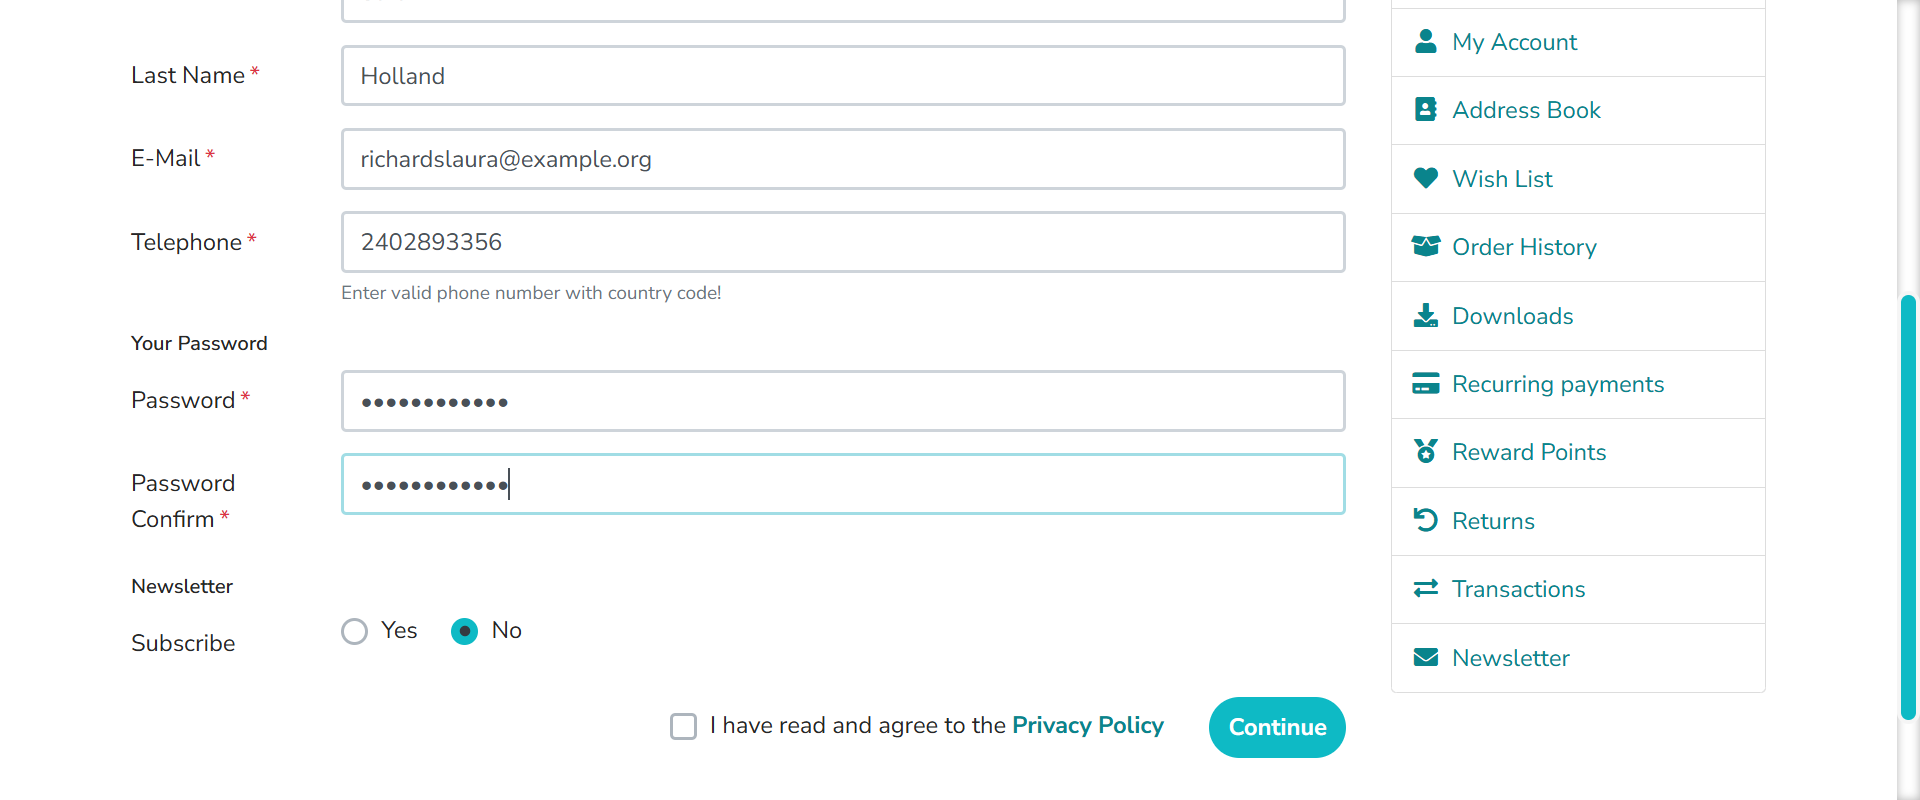 Last Name *
Holland
E-Mail *
richardslaura@example.org
Telephone *
2402893356
Enter valid phone number with country code!
Your Password
Password *
••••••••••••
Password
Confirm *
••••••••••••
Newsletter
Subscribe
Yes
No
I have read and agree to the Privacy Policy
Continue
My Account
Address Book
Wish List
Order History
Downloads
Recurring payments
Reward Points
Returns
Transactions
Newsletter